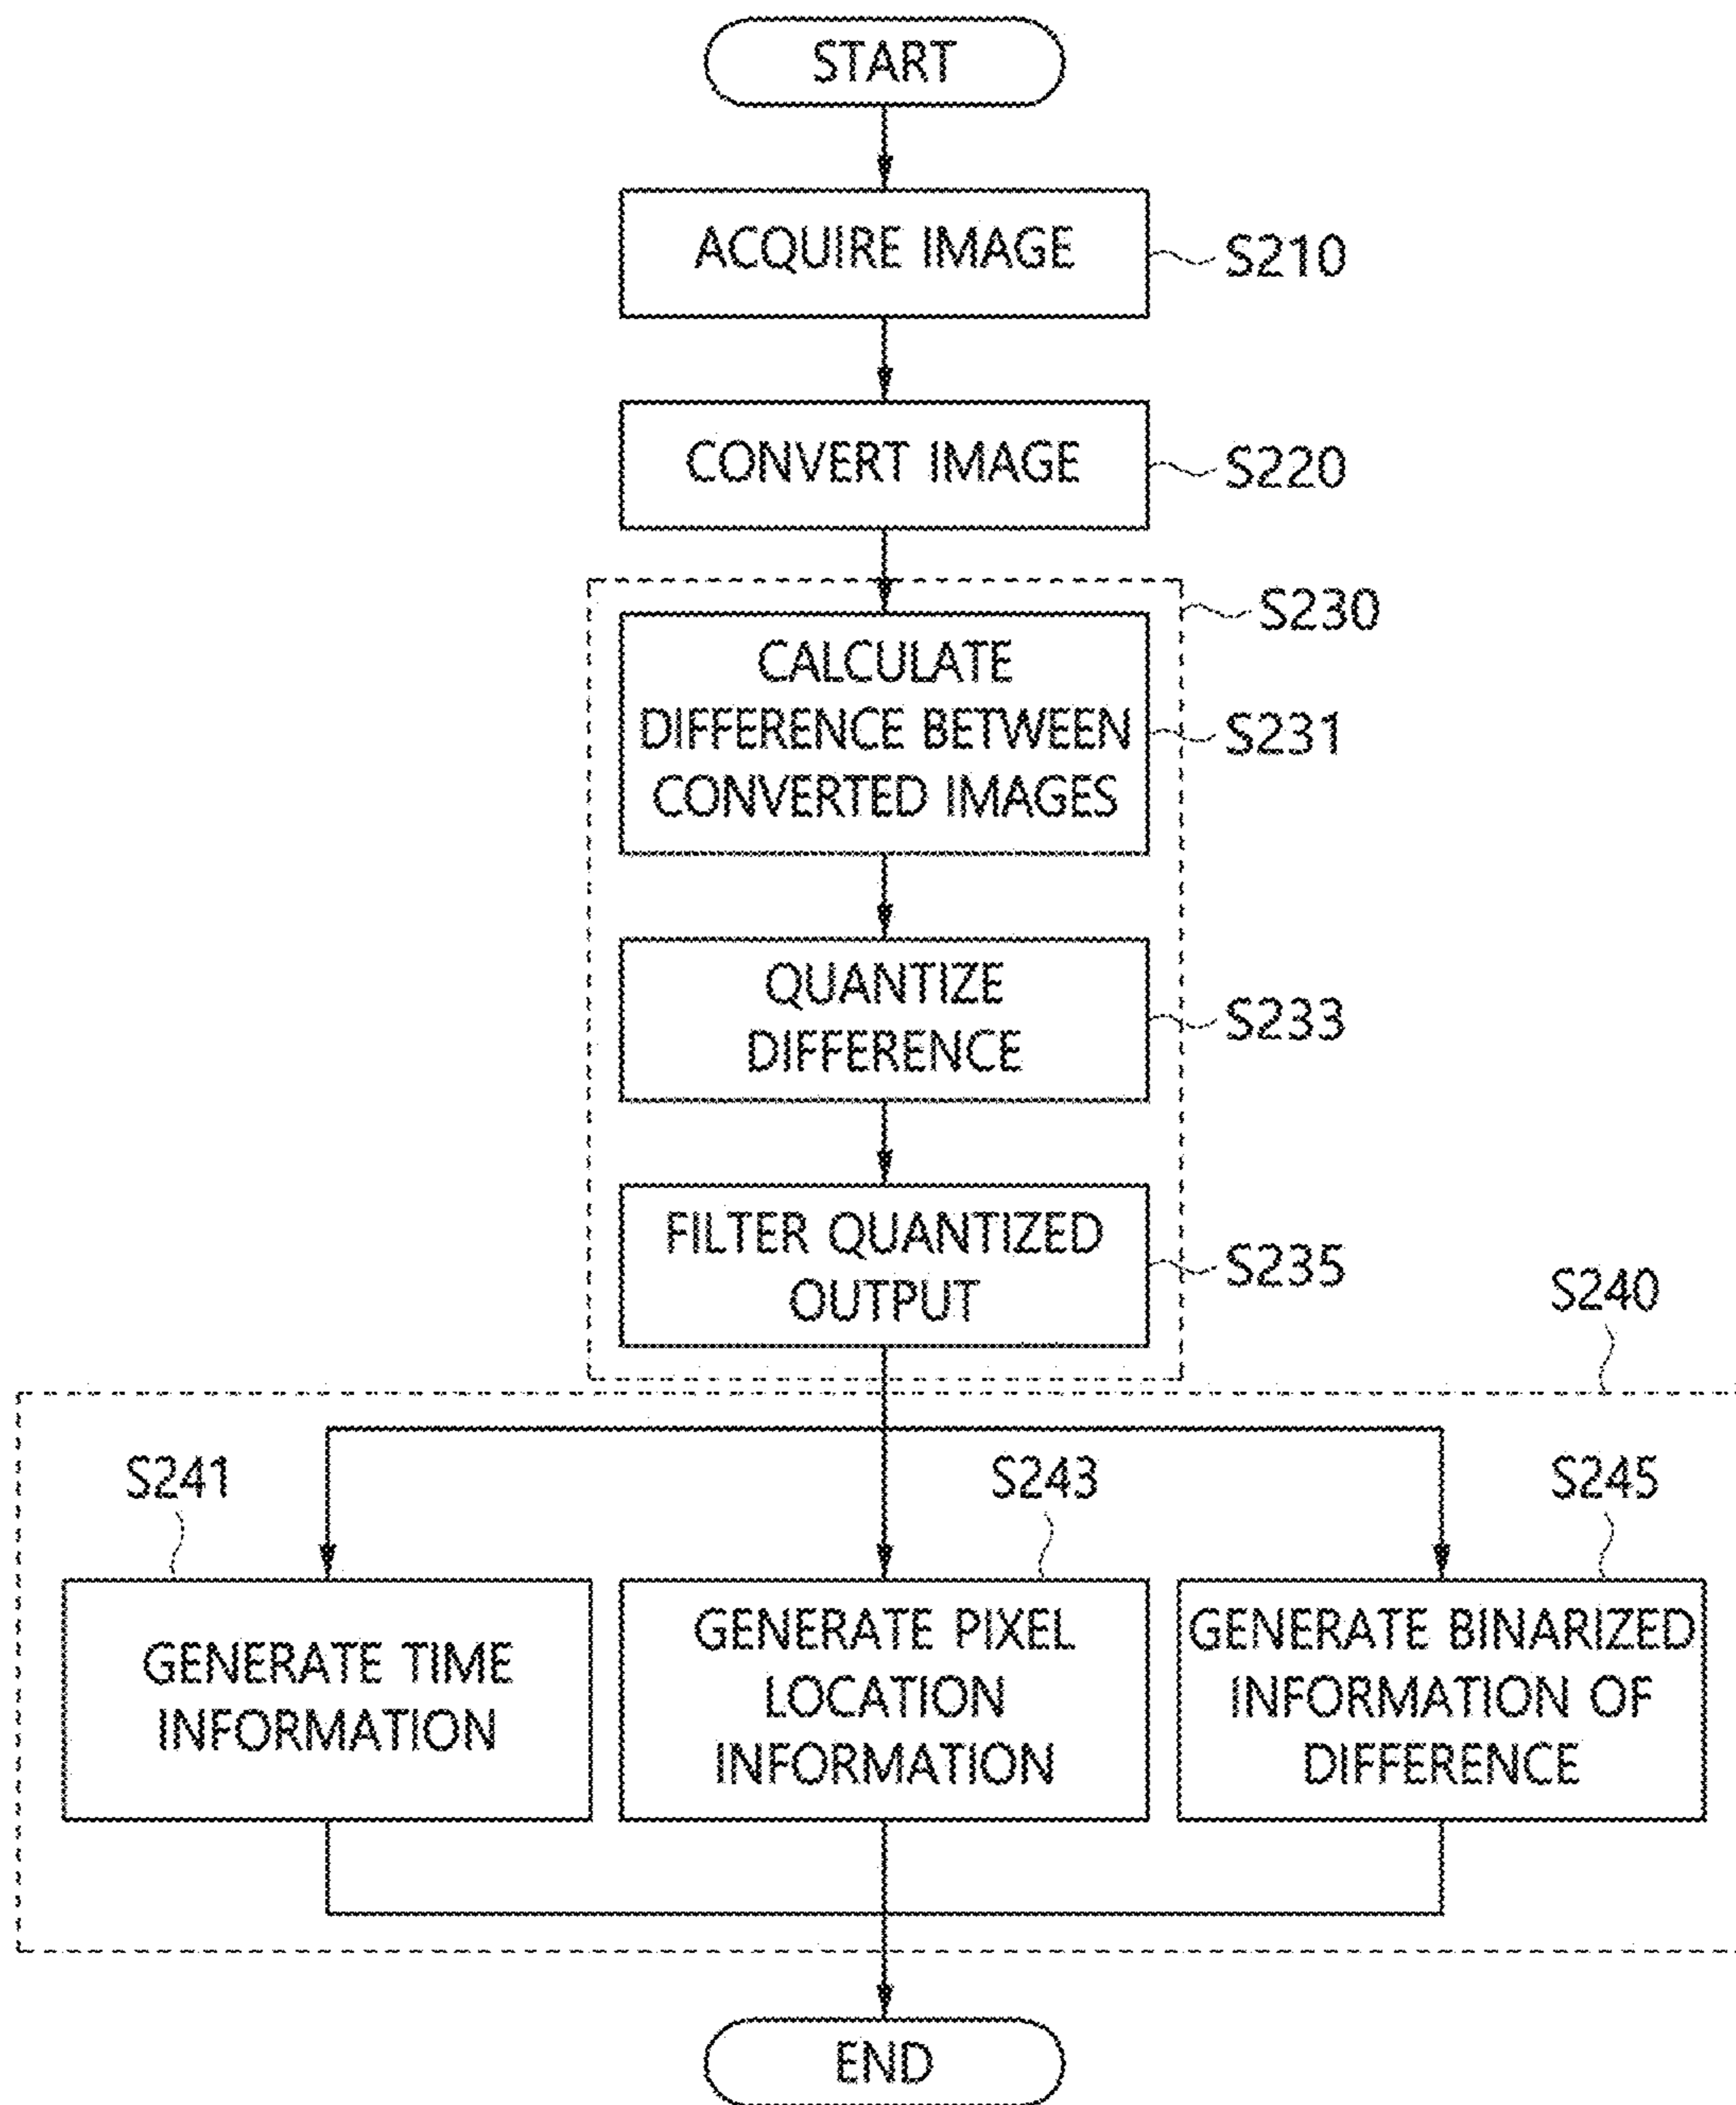 START
ACQUIRE IMAGE
S210
CONVERT IMAGE
S220
S230
CALCULATE
DIFFERENCE BETWEEN
CONVERTED IMAGES
S231
QUANTIZE
DIFFERENCE
S233
FILTER QUANTIZED
OUTPUT
S235
S240
S241
GENERATE TIME
INFORMATION
S243
GENERATE PIXEL
LOCATION
INFORMATION
S245
GENERATE BINARIZED
INFORMATION OF
DIFFERENCE
END